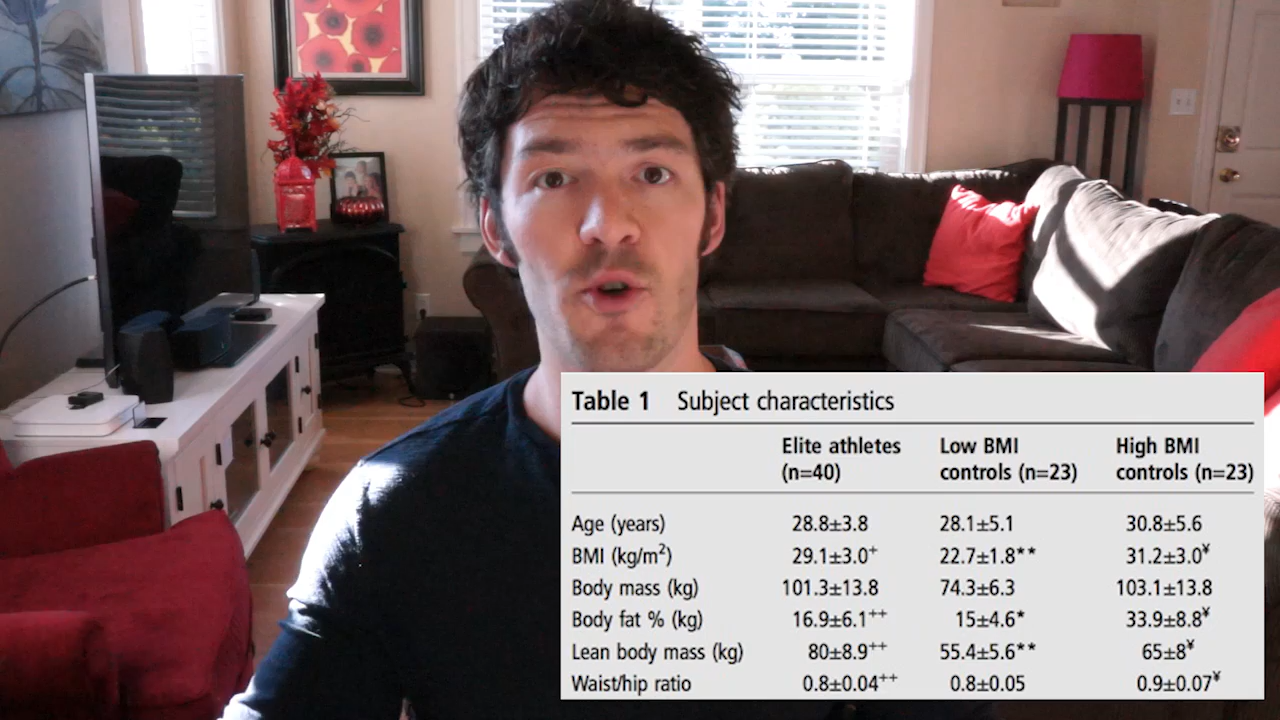 Table 1 Subject characteristics
Elite athletes (n=40) Low BMI controls (n=23) High BMI controls (n=23)
Age (years) 28.8±3.8 28.1±5.1 30.8±5.6
BMI (kg/m²) 29.1±3.0⁺ 22.7±1.8** 31.2±3.0¥
Body mass (kg) 101.3±13.8 74.3±6.3 103.1±13.8
Body fat % (kg) 16.9±6.1⁺⁺ 15±4.6* 33.9±8.8¥
Lean body mass (kg) 80±8.9⁺⁺ 55.4±5.6** 65±8¥
Waist/hip ratio 0.8±0.04⁺⁺ 0.8±0.05 0.9±0.07¥